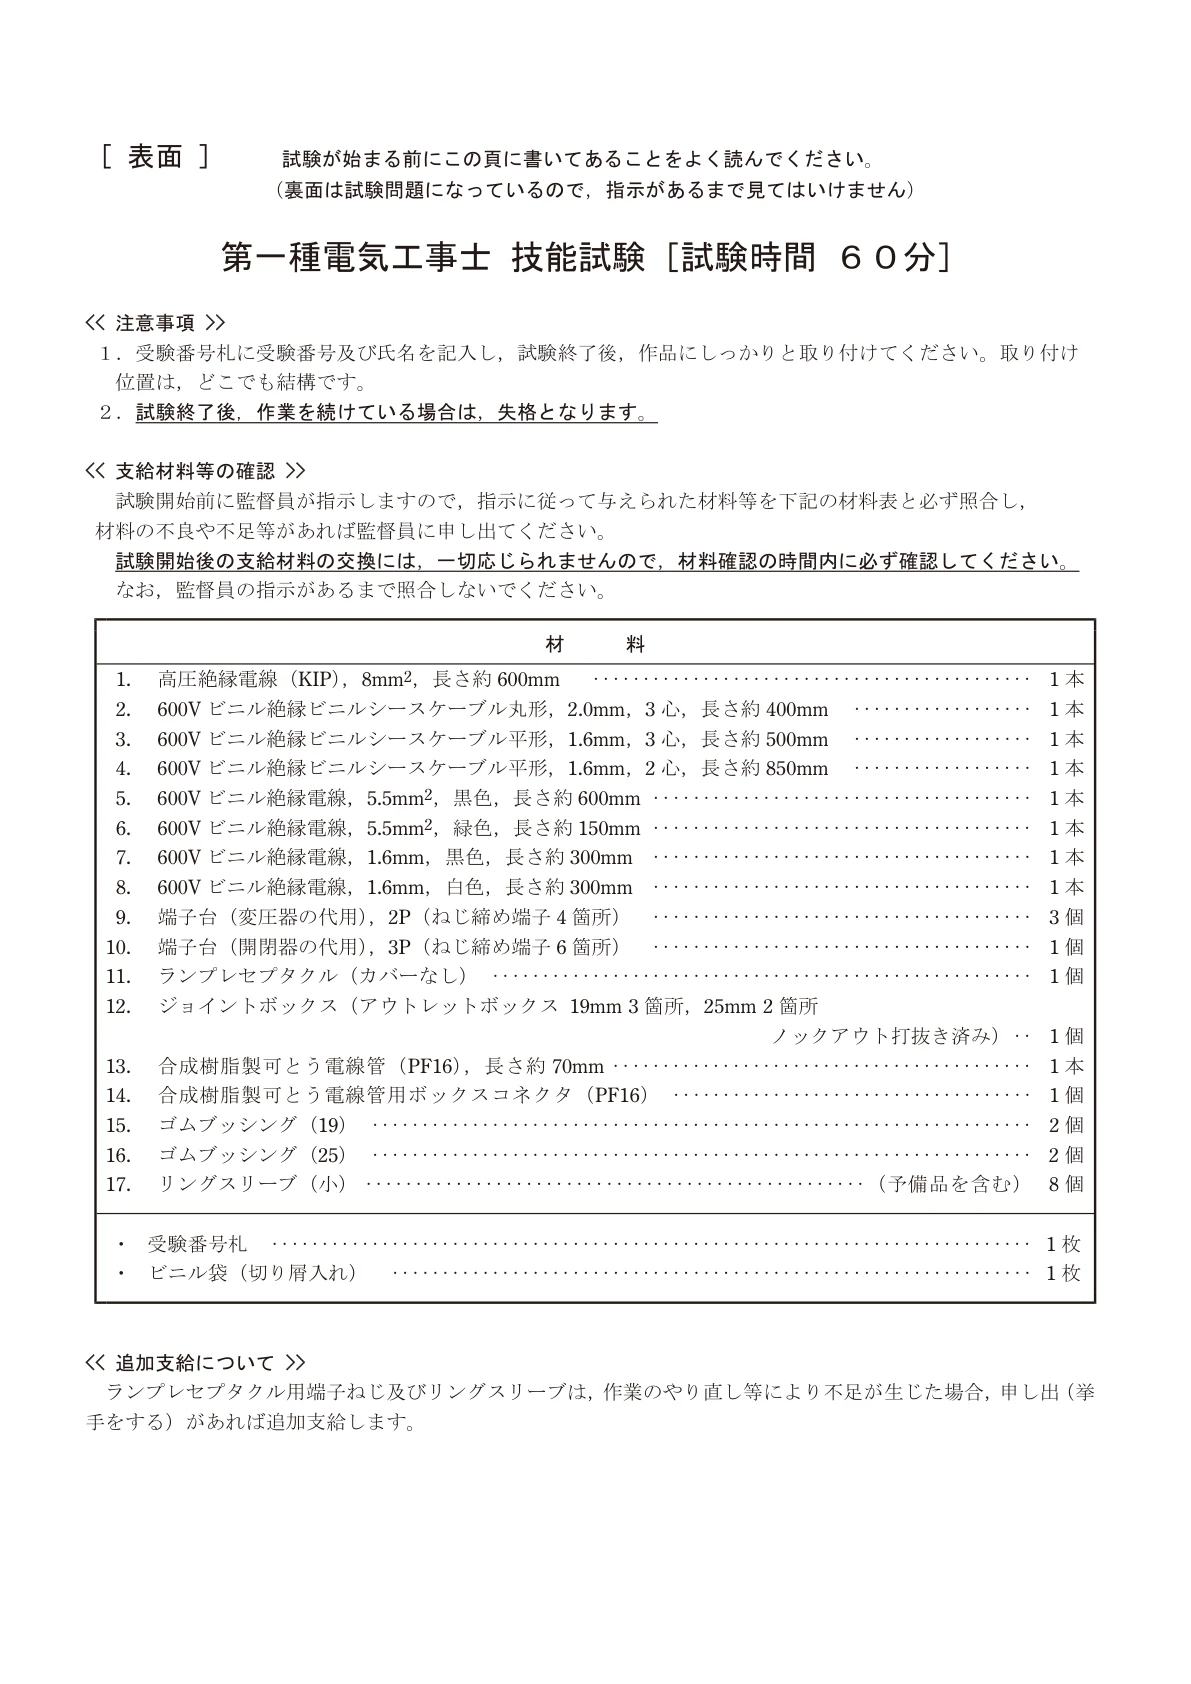 ［ 表面 ］
試験が始まる前にこの頁に書いてあることをよく読んでください。
（裏面は試験問題になっているので，指示があるまで見てはいけません）
第一種電気工事士 技能試験［試験時間 ６０分］
≪ 注意事項 ≫
１．受験番号札に受験番号及び氏名を記入し，試験終了後，作品にしっかりと取り付けてください。取り付け
位置は，どこでも結構です。
２．試験終了後，作業を続けている場合は，失格となります。
≪ 支給材料等の確認 ≫
試験開始前に監督員が指示しますので，指示に従って与えられた材料等を下記の材料表と必ず照合し，
材料の不良や不足等があれば監督員に申し出てください。
試験開始後の支給材料の交換には，一切応じられませんので，材料確認の時間内に必ず確認してください。
なお，監督員の指示があるまで照合しないでください。
材 料
1. 高圧絶縁電線（KIP），8mm²，長さ約 600mm ･････････････････････････････ 1 本
2. 600V ビニル絶縁ビニルシースケーブル丸形，2.0mm，3 心，長さ約 400mm ･･････････････････ 1 本
3. 600V ビニル絶縁ビニルシースケーブル平形，1.6mm，3 心，長さ約 500mm ･･････････････････ 1 本
4. 600V ビニル絶縁ビニルシースケーブル平形，1.6mm，2 心，長さ約 850mm ･･････････････････ 1 本
5. 600V ビニル絶縁電線，5.5mm²，黒色，長さ約 600mm ･･････････････････････････ 1 本
6. 600V ビニル絶縁電線，5.5mm²，緑色，長さ約 150mm ･･････････････････････････ 1 本
7. 600V ビニル絶縁電線，1.6mm，黒色，長さ約 300mm ･･････････････････････････ 1 本
8. 600V ビニル絶縁電線，1.6mm，白色，長さ約 300mm ･･････････････････････････ 1 本
9. 端子台（変圧器の代用），2P（ねじ締め端子 4 箇所） ･･････････････････････････ 3 個
10. 端子台（開閉器の代用），3P（ねじ締め端子 6 箇所） ･･････････････････････････ 1 個
11. ランプレセプタクル（カバーなし） ･････････････････････････････････ 1 個
12. ジョイントボックス（アウトレットボックス 19mm 3 箇所，25mm 2 箇所
ノックアウト打抜き済み）･･ 1 個
13. 合成樹脂製可とう電線管（PF16），長さ約 70mm ･････････････････････････････ 1 本
14. 合成樹脂製可とう電線管用ボックスコネクタ（PF16） ･････････････････････････ 1 個
15. ゴムブッシング（19） ･･････････････････････････････････････ 2 個
16. ゴムブッシング（25） ･･････････････････････････････････････ 2 個
17. リングスリーブ（小） ･･････････････････････････････（予備品を含む） 8 個
・ 受験番号札 ･･････････････････････････････････････････ 1 枚
・ ビニル袋（切り屑入れ） ･････････････････････････････････････ 1 枚
≪ 追加支給について ≫
ランプレセプタクル用端子ねじ及びリングスリーブは，作業のやり直し等により不足が生じた場合，申し出（挙
手をする）があれば追加支給します。